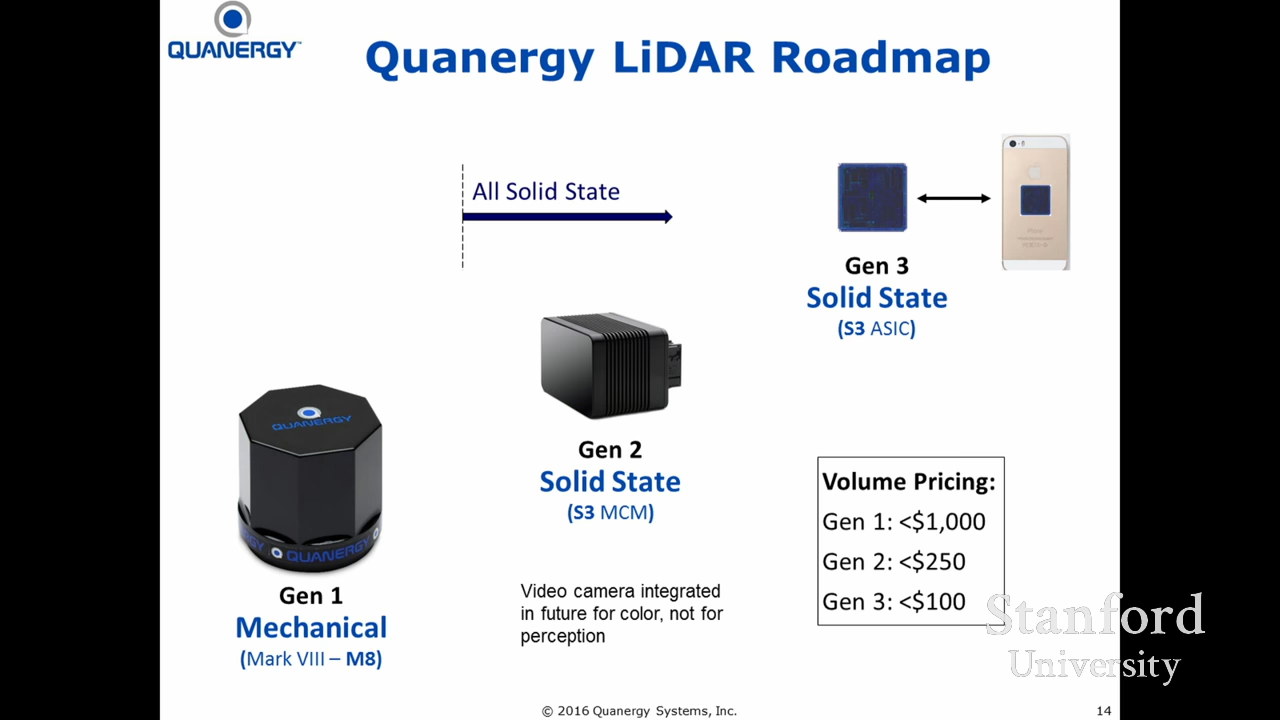 QUANERGY™
Quanergy LiDAR Roadmap
All Solid State
Gen 3
Solid State
(S3 ASIC)
Gen 2
Solid State
(S3 MCM)
QUANERGY
QUANERGY
Gen 1
Mechanical
(Mark VIII – M8)
Video camera integrated
in future for color, not for
perception
Volume Pricing:
Gen 1: <$1,000
Gen 2: <$250
Gen 3: <$100
Stanford
University
© 2016 Quanergy Systems, Inc.
14